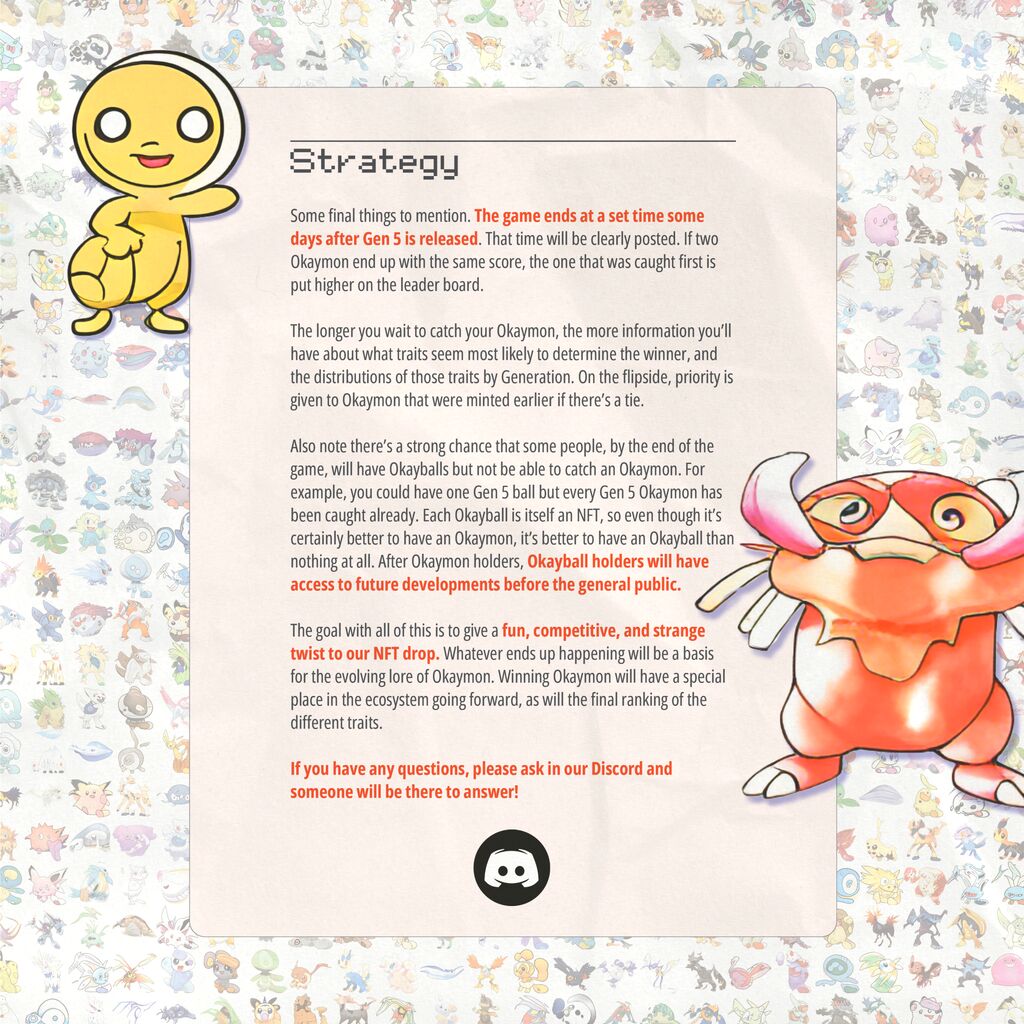 Strategy
Some final things to mention. The game ends at a set time some
days after Gen 5 is released. That time will be clearly posted. If two
Okaymon end up with the same score, the one that was caught first is
put higher on the leader board.
The longer you wait to catch your Okaymon, the more information you'll
have about what traits seem most likely to determine the winner, and
the distributions of those traits by Generation. On the flipside, priority is
given to Okaymon that were minted earlier if there's a tie.
Also note there's a strong chance that some people, by the end of the
game, will have Okayballs but not be able to catch an Okaymon. For
example, you could have one Gen 5 ball but every Gen 5 Okaymon has
been caught already. Each Okayball is itself an NFT, so even though it's
certainly better to have an Okaymon, it's better to have an Okayball than
nothing at all. After Okaymon holders, Okayball holders will have
access to future developments before the general public.
The goal with all of this is to give a fun, competitive, and strange
twist to our NFT drop. Whatever ends up happening will be a basis
for the evolving lore of Okaymon. Winning Okaymon will have a special
place in the ecosystem going forward, as will the final ranking of the
different traits.
If you have any questions, please ask in our Discord and
someone will be there to answer!